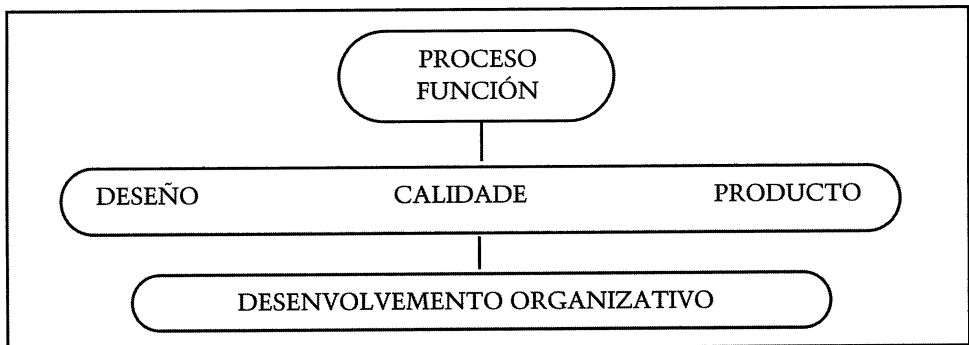 PROCESO
FUNCIÓN
DESEÑO CALIDADE PRODUCTO
DESENVOLVEMENTO ORGANIZATIVO